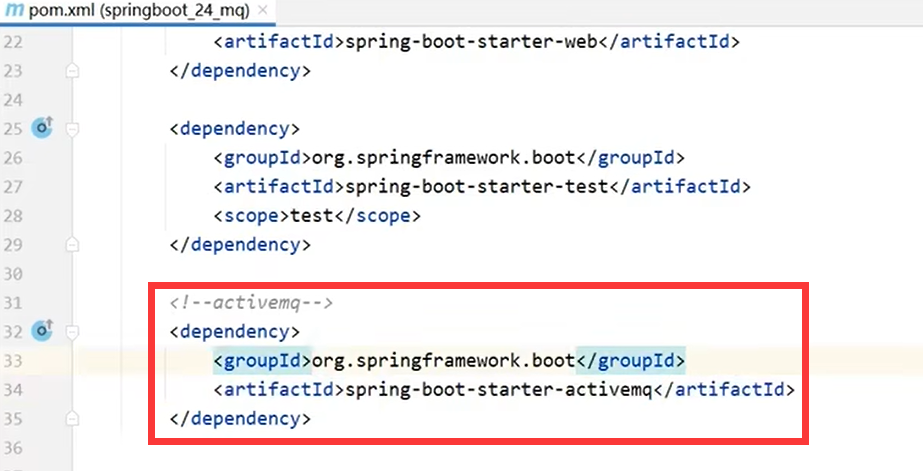 pom.xml (springboot_24_mq) ×
22 <artifactId>spring-boot-starter-web</artifactId>
23 </dependency>
24
25 <dependency>
26 <groupId>org.springframework.boot</groupId>
27 <artifactId>spring-boot-starter-test</artifactId>
28 <scope>test</scope>
29 </dependency>
30
31 <!--activemq-->
32 <dependency>
33 <groupId>org.springframework.boot</groupId>
34 <artifactId>spring-boot-starter-activemq</artifactId>
35 </dependency>
36